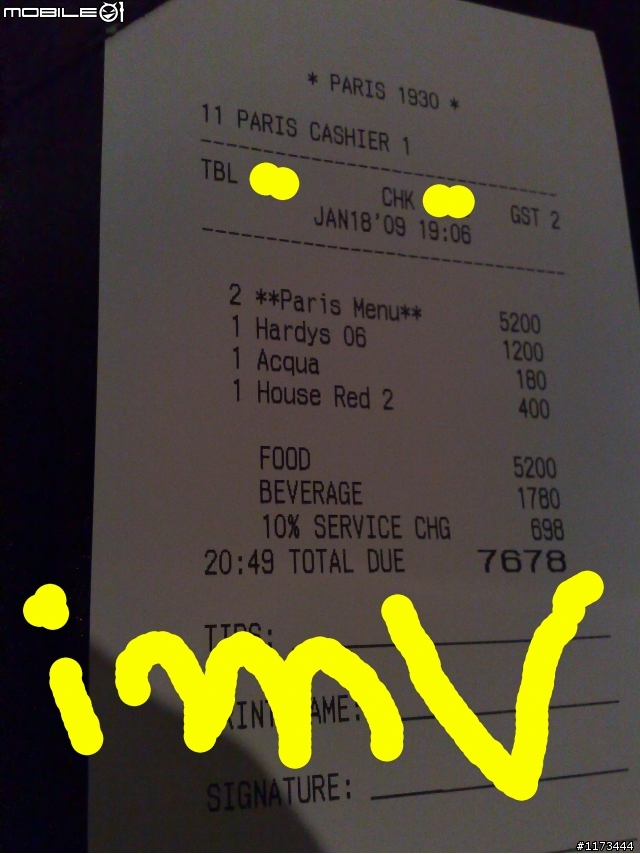 MOBILE01
* PARIS 1930 *
11 PARIS CASHIER 1
TBL CHK GST 2
JAN18'09 19:06
2 **Paris Menu** 5200
1 Hardys 06 1200
1 Acqua 180
1 House Red 2 400
FOOD 5200
BEVERAGE 1780
10% SERVICE CHG 698
20:49 TOTAL DUE 7678
TIPS:
imV
SIGNATURE:
#1173444